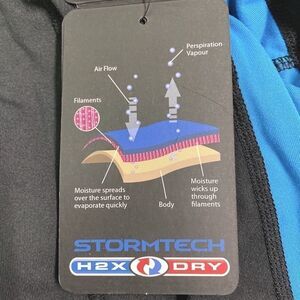 Perspiration
Vapour
Air Flow
Filaments
Moisture spreads
over the surface to
evaporate quickly
Body
Moisture
wicks up
through
filaments
STORMTECH
H2X DRY